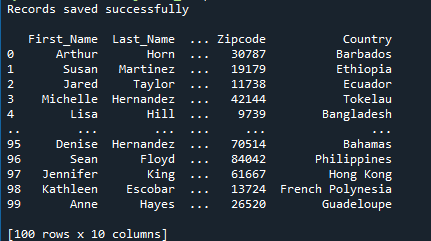 Records saved successfully
First_Name Last_Name ... Zipcode Country
0 Arthur Horn ... 30787 Barbados
1 Susan Martinez ... 19179 Ethiopia
2 Jared Taylor ... 11738 Ecuador
3 Michelle Hernandez ... 42144 Tokelau
4 Lisa Hill ... 9739 Bangladesh
.. ... ... ... ... ...
95 Denise Hernandez ... 70514 Bahamas
96 Sean Floyd ... 84042 Philippines
97 Jennifer King ... 61667 Hong Kong
98 Kathleen Escobar ... 13724 French Polynesia
99 Anne Hayes ... 26520 Guadeloupe
[100 rows x 10 columns]